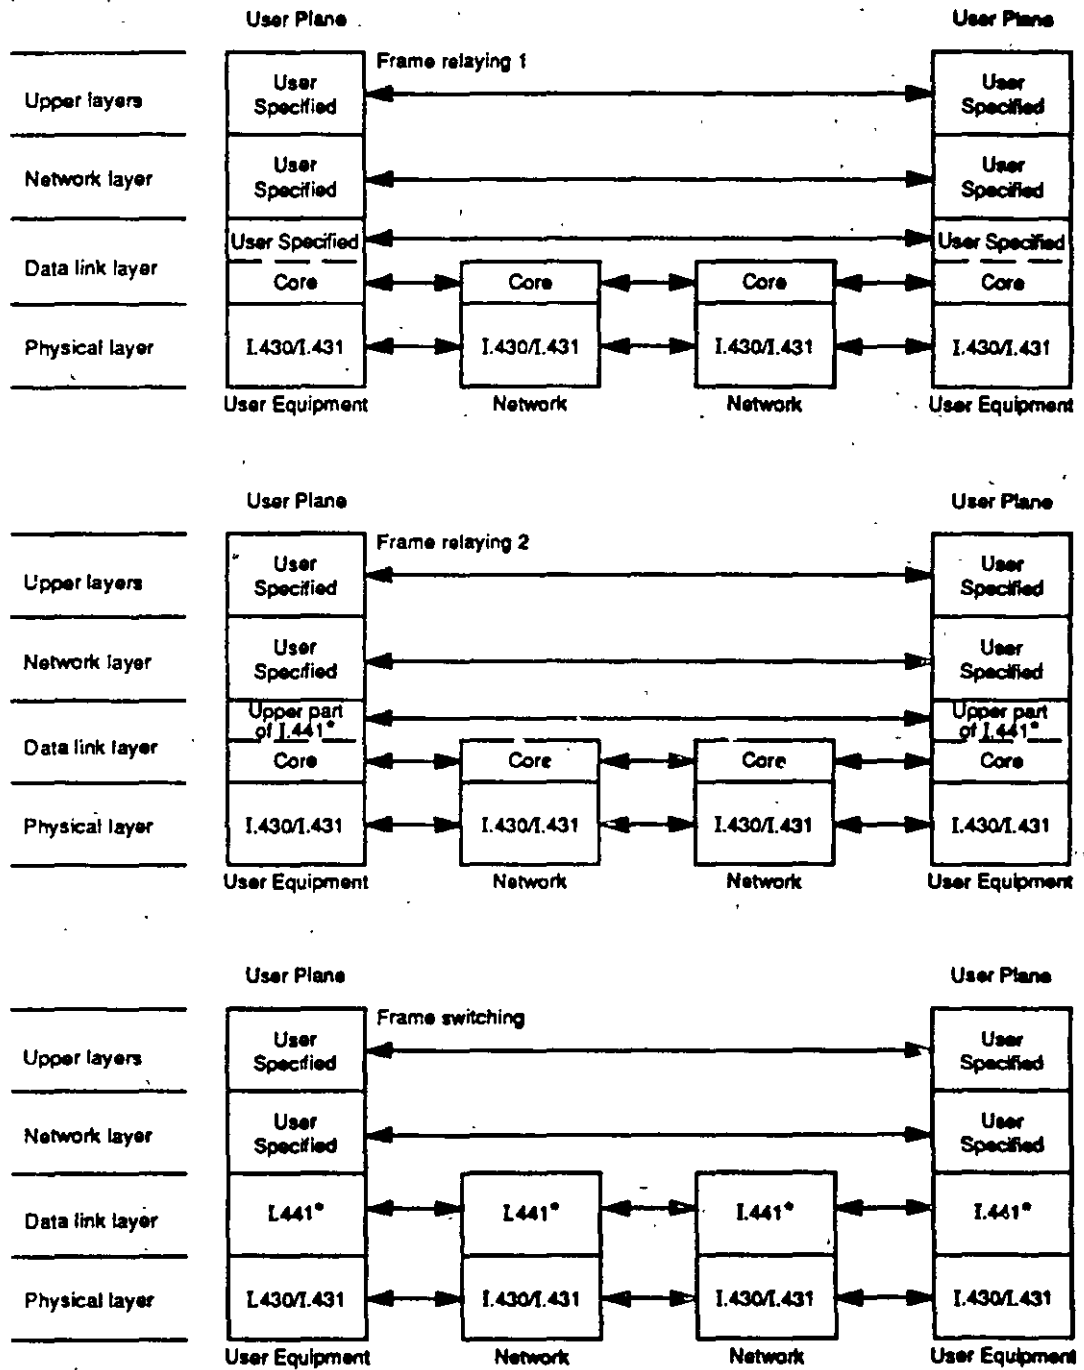 User Plane User Plane
Frame relaying 1
Upper layers
User
Specified
User
Specified
Network layer
User
Specified
User
Specified
Data link layer
User Specified
User Specified
Core Core Core Core
Physical layer I.430/I.431 I.430/I.431 I.430/I.431 I.430/I.431
User Equipment Network Network User Equipment
User Plane User Plane
Frame relaying 2
Upper layers
User
Specified
User
Specified
Network layer
User
Specified
User
Specified
Data link layer
Upper part
of I.441*
Upper part
of I.441*
Core Core Core Core
Physical layer I.430/I.431 I.430/I.431 I.430/I.431 I.430/I.431
User Equipment Network Network User Equipment
User Plane User Plane
Frame switching
Upper layers
User
Specified
User
Specified
Network layer
User
Specified
User
Specified
Data link layer I.441* I.441* I.441* I.441*
Physical layer I.430/I.431 I.430/I.431 I.430/I.431 I.430/I.431
User Equipment Network Network User Equipment